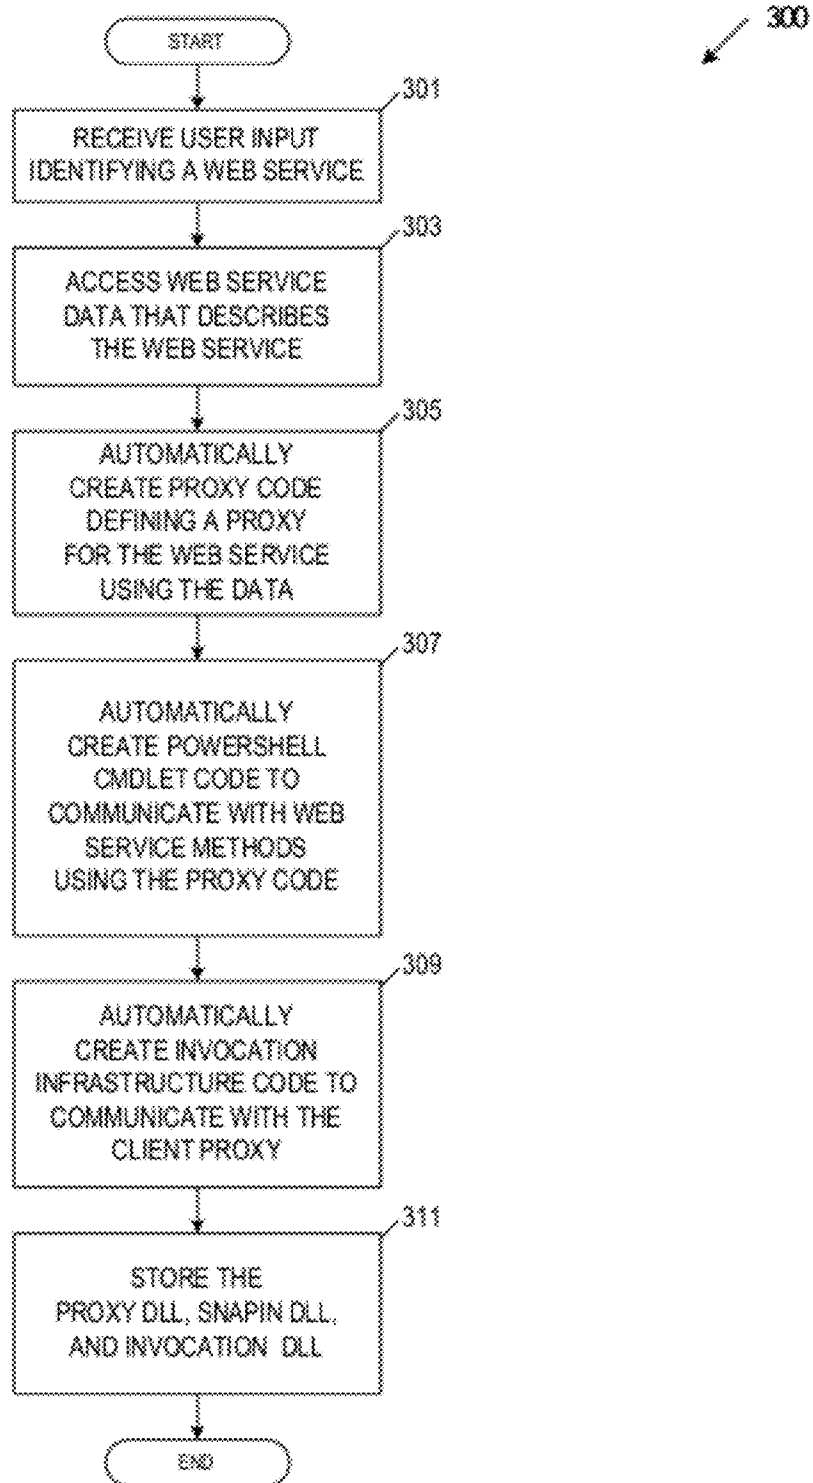 300
START
301
RECEIVE USER INPUT
IDENTIFYING A WEB SERVICE
303
ACCESS WEB SERVICE
DATA THAT DESCRIBES
THE WEB SERVICE
305
AUTOMATICALLY
CREATE PROXY CODE
DEFINING A PROXY
FOR THE WEB SERVICE
USING THE DATA
307
AUTOMATICALLY
CREATE POWERSHELL
CMDLET CODE TO
COMMUNICATE WITH WEB
SERVICE METHODS
USING THE PROXY CODE
309
AUTOMATICALLY
CREATE INVOCATION
INFRASTRUCTURE CODE TO
COMMUNICATE WITH THE
CLIENT PROXY
311
STORE THE
PROXY DLL, SNAPIN DLL,
AND INVOCATION DLL
END